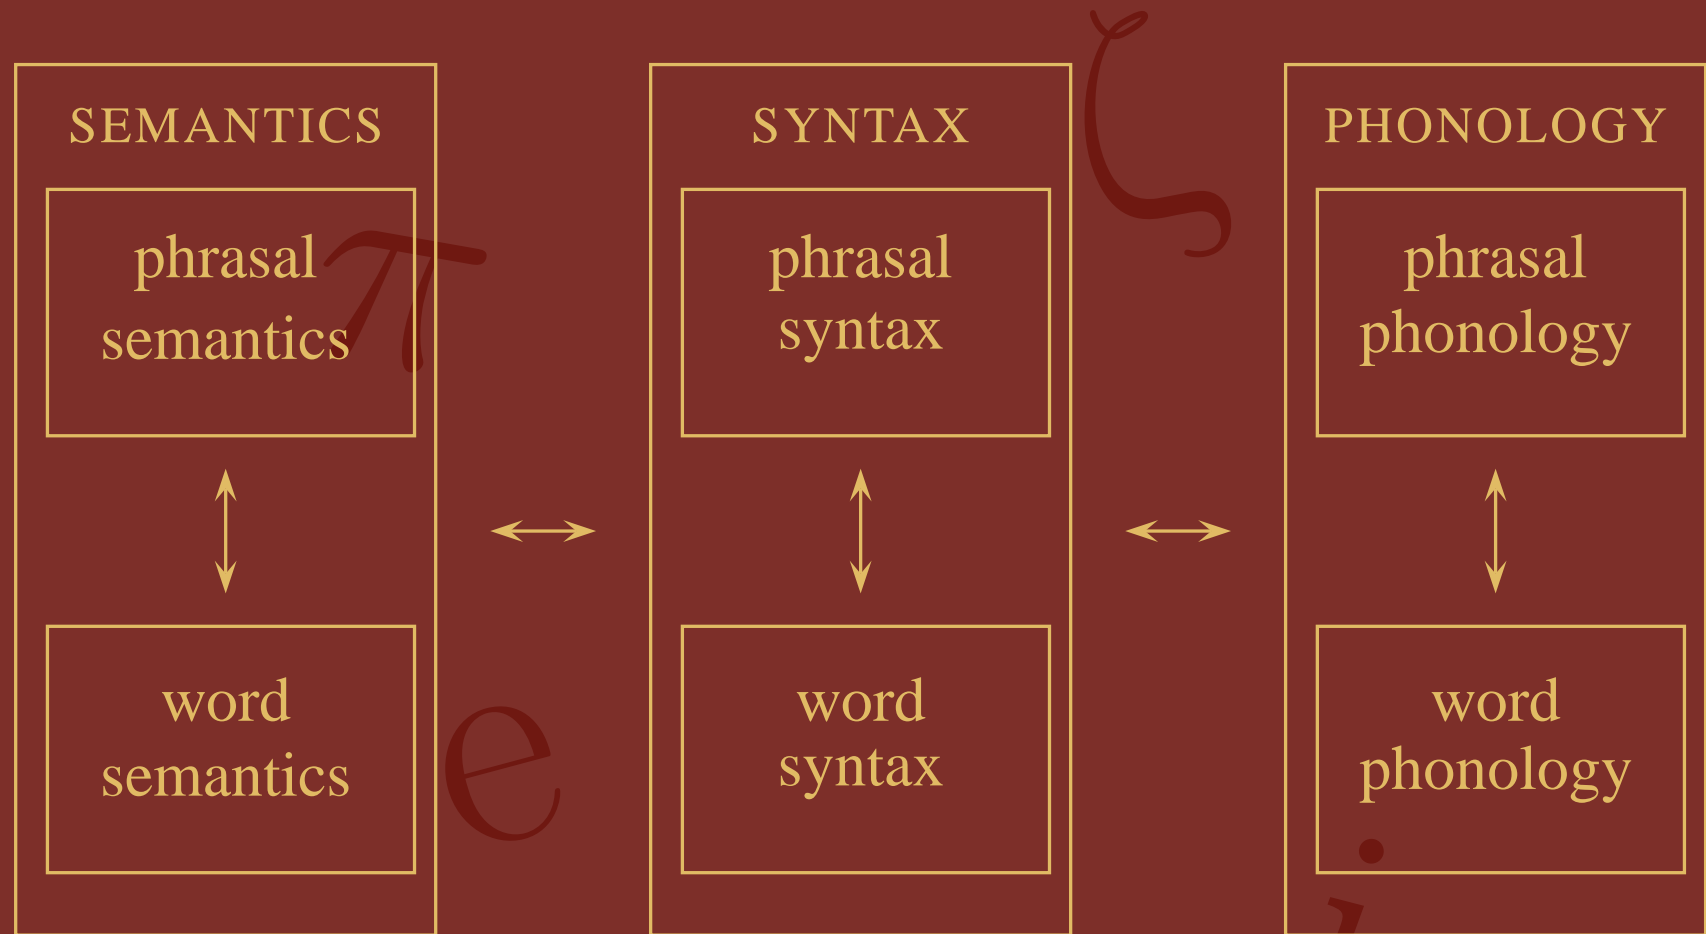 SEMANTICS
phrasal
semantics
word
semantics
SYNTAX
phrasal
syntax
word
syntax
PHONOLOGY
phrasal
phonology
word
phonology
π
e
ζ
i